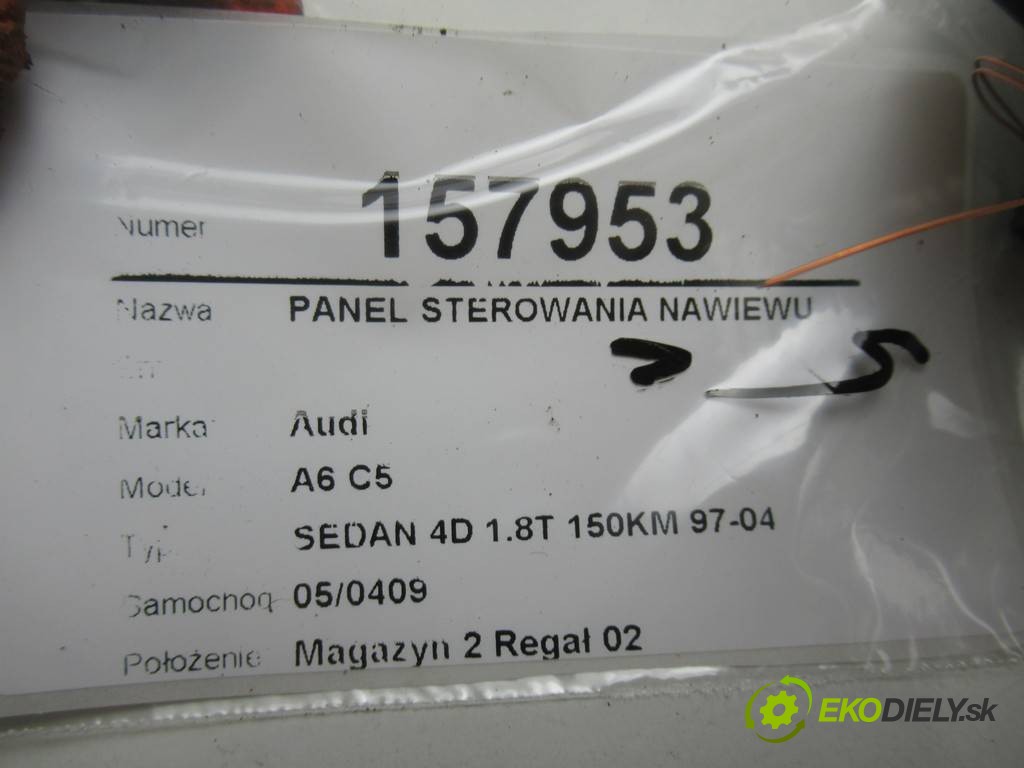 Numer 157953
Nazwa PANEL STEROWANIA NAWIEWU
Marka Audi
Model A6 C5
Typ SEDAN 4D 1.8T 150KM 97-04
Samochod 05/0409
Położenie Magazyn 2 Regał 02
EKODIELY.sk